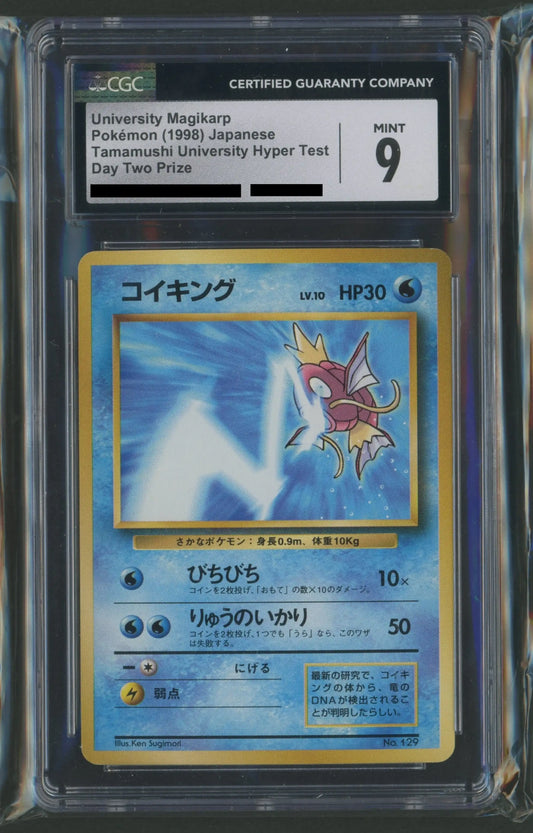 CGC
CERTIFIED GUARANTY COMPANY
University Magikarp
Pokémon (1998) Japanese
Tamamushi University Hyper Test
Day Two Prize
MINT
9
コイキング LV.10 HP30
さかなポケモン:身長0.9m、体重10Kg
びちびち 10×
コインを2枚投げ、「おもて」の数×10のダメージ。
りゅうのいかり 50
コインを2枚投げ、1つでも「うら」なら、このワザ
は失敗する。
にげる
弱点
最新の研究で、コイキ
ングの体から、竜の
DNAが検出されるこ
とが判明したらしい。
Illus.Ken Sugimori
No. 129